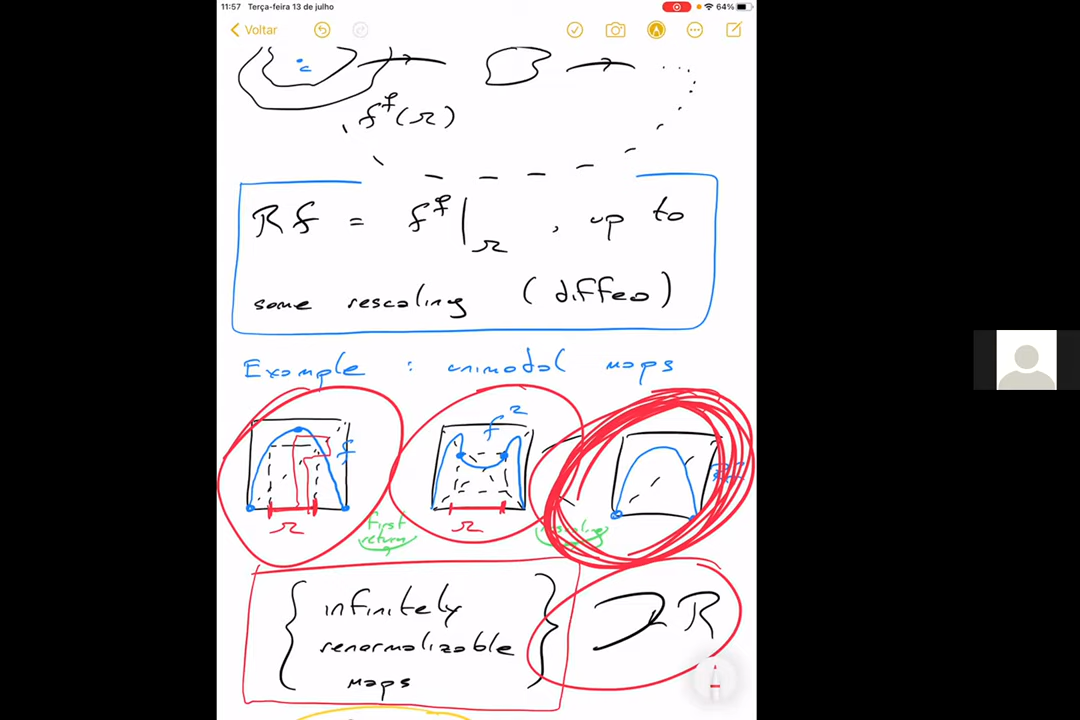 11:57 Terça-feira 13 de julho 64%
Voltar
c
f^q(Ω)
Rf = f^q|_Ω , up to
some rescaling (diffeo)
Example : unimodal maps
f f²
Ω first return Ω rescaling
{ infinitely
renormalizable
maps } ⊃ R